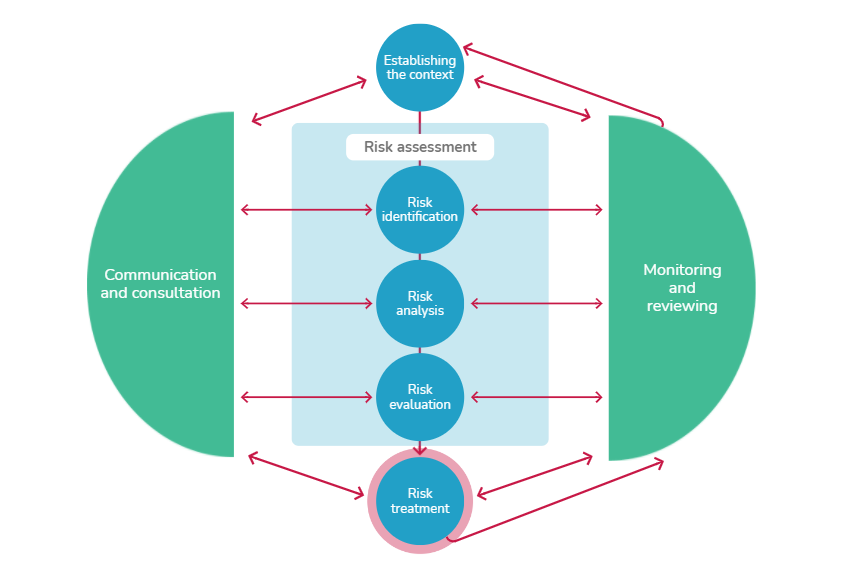 Establishing
the context
Risk assessment
Risk
identification
Communication
and consultation
Monitoring
and
reviewing
Risk
analysis
Risk
evaluation
Risk
treatment